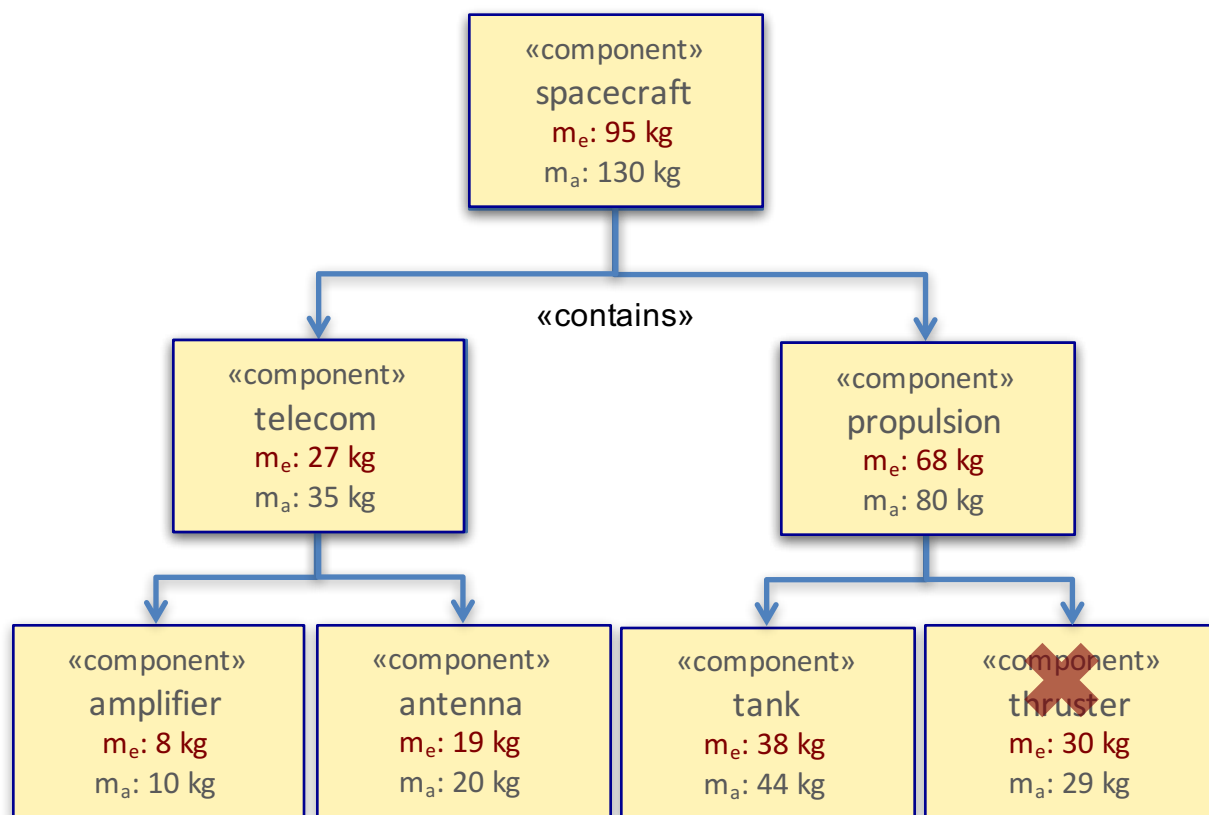 «component»
spacecraft
mₑ: 95 kg
mₐ: 130 kg
«contains»
«component»
telecom
mₑ: 27 kg
mₐ: 35 kg
«component»
propulsion
mₑ: 68 kg
mₐ: 80 kg
«component»
amplifier
mₑ: 8 kg
mₐ: 10 kg
«component»
antenna
mₑ: 19 kg
mₐ: 20 kg
«component»
tank
mₑ: 38 kg
mₐ: 44 kg
«component»
thruster
mₑ: 30 kg
mₐ: 29 kg